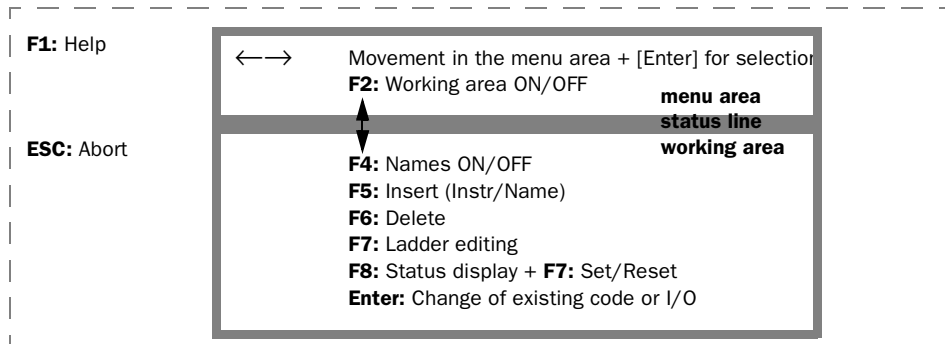 F1: Help
←→ Movement in the menu area + [Enter] for selection
F2: Working area ON/OFF
menu area
status line
ESC: Abort
working area
F4: Names ON/OFF
F5: Insert (Instr/Name)
F6: Delete
F7: Ladder editing
F8: Status display + F7: Set/Reset
Enter: Change of existing code or I/O